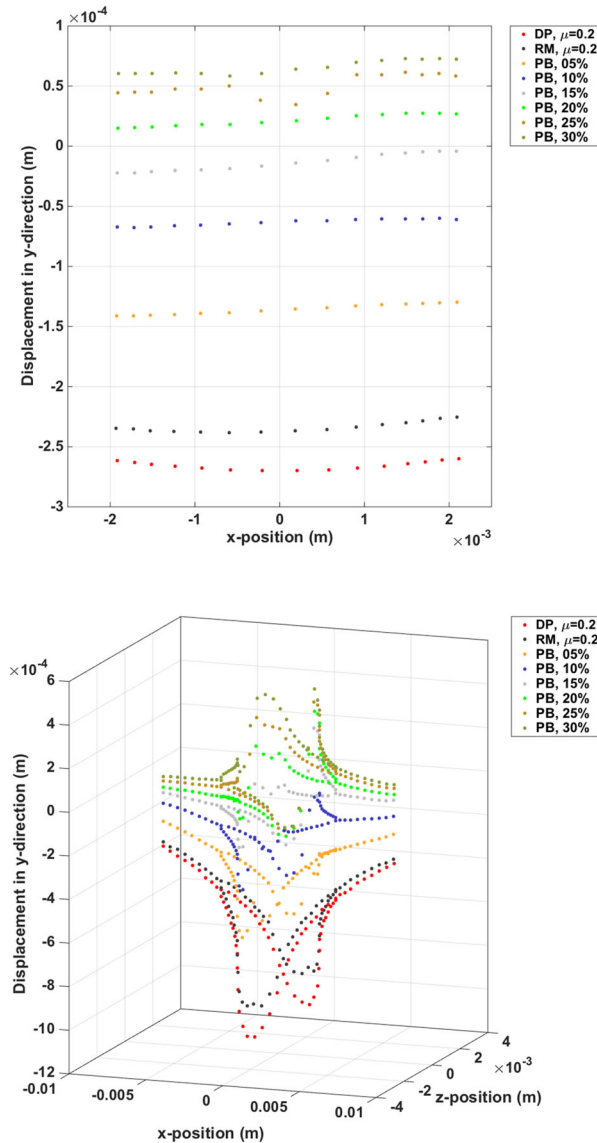 ×10-4
1
0.5
0
-0.5
-1
-1.5
-2
-2.5
-3
Displacement in y-direction (m)
-2
-1
0
1
2
x-position (m)
×10-3
DP, μ=0.2
RM, μ=0.2
PB, 05%
PB, 10%
PB, 15%
PB, 20%
PB, 25%
PB, 30%
×10-4
6
4
2
0
-2
-4
-6
-8
-10
-12
Displacement in y-direction (m)
-0.01
-0.005
0
0.005
0.01
x-position (m)
-4
-2
0
2
4
×10-3
z-position (m)
DP, μ=0.2
RM, μ=0.2
PB, 05%
PB, 10%
PB, 15%
PB, 20%
PB, 25%
PB, 30%